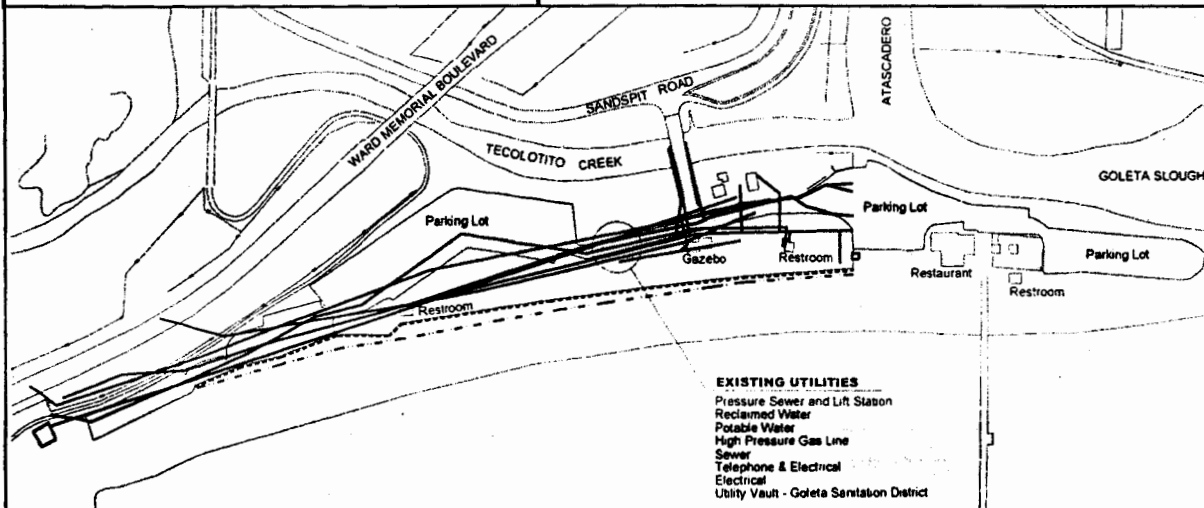 ATASCADERO
WARD MEMORIAL BOULEVARD
SANDSPIT ROAD
TECOLOTITO CREEK
GOLETA SLOUGH
Parking Lot
Parking Lot
Gazebo
Restroom
Restaurant
Parking Lot
Restroom
Restroom
EXISTING UTILITIES
Pressure Sewer and Lift Station
Reclaimed Water
Potable Water
High Pressure Gas Line
Sewer
Telephone & Electrical
Electrical
Utility Vault - Goleta Sanitation District